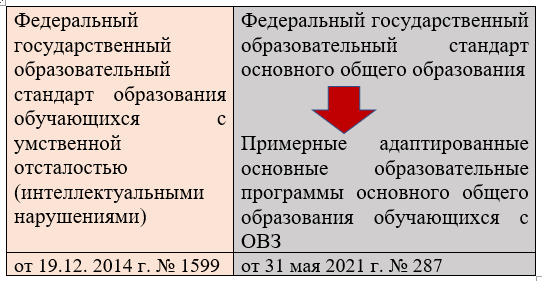 Федеральный
государственный
образовательный
стандарт образования
обучающихся с
умственной
отсталостью
(интеллектуальными
нарушениями)
Федеральный государственный
образовательный стандарт
основного общего образования
Примерные адаптированные
основные образовательные
программы основного общего
образования обучающихся с
ОВЗ
от 19.12. 2014 г. № 1599
от 31 мая 2021 г. № 287